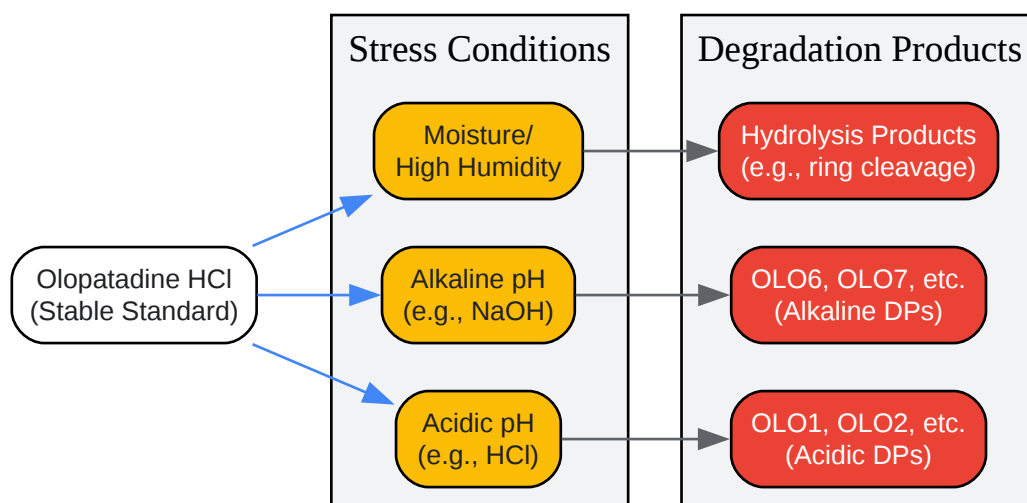 Stress Conditions
Degradation Products
Moisture/
High Humidity
Hydrolysis Products
(e.g., ring cleavage)
Olopatadine HCl
(Stable Standard)
Alkaline pH
(e.g., NaOH)
OLO6, OLO7, etc.
(Alkaline DPs)
Acidic pH
(e.g., HCl)
OLO1, OLO2, etc.
(Acidic DPs)